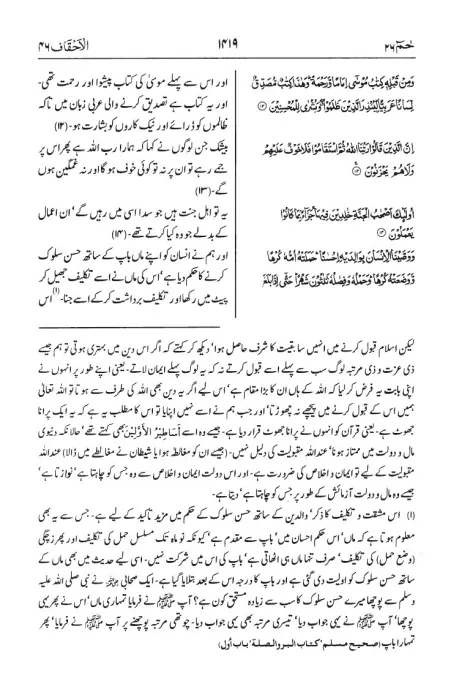 حٰمٓ ۲۶
۱۴۱۹
الأحقاف ۴۶
وَمِنْ قَبْلِهٖ كِتٰبُ مُوْسٰٓى اِمَامًا وَّرَحْمَةً ۭ وَهٰذَا كِتٰبٌ مُّصَدِّقٌ
لِّسَانًا عَرَبِيًّا لِّيُنْذِرَ الَّذِيْنَ ظَلَمُوْا ۖ وَبُشْرٰى لِلْمُحْسِنِيْنَ ﴿۱۲﴾
اِنَّ الَّذِيْنَ قَالُوْا رَبُّنَا اللّٰهُ ثُمَّ اسْتَقَامُوْا فَلَا خَوْفٌ عَلَيْهِمْ
وَلَا هُمْ يَحْزَنُوْنَ ﴿۱۳﴾
اُولٰٓئِكَ اَصْحٰبُ الْجَنَّةِ خٰلِدِيْنَ فِيْهَا ۚ جَزَاۗءًۢ بِمَا كَانُوْا
يَعْمَلُوْنَ ﴿۱۴﴾
وَوَصَّيْنَا الْاِنْسَانَ بِوَالِدَيْهِ اِحْسٰنًا ۭ حَمَلَتْهُ اُمُّهٗ كُرْهًا
وَّوَضَعَتْهُ كُرْهًا ۭ وَحَمْلُهٗ وَفِصٰلُهٗ ثَلٰثُوْنَ شَهْرًا ۭ حَتّٰٓي اِذَا بَلَغَ
اور اس سے پہلے موسیٰ کی کتاب پیشوا اور رحمت تھی۔
اور یہ کتاب ہے تصدیق کرنے والی عربی زبان میں تاکہ
ظالموں کو ڈرائے اور نیک کاروں کو بشارت ہو۔ (۱۲)
بیشک جن لوگوں نے کہا کہ ہمارا رب اللہ ہے پھر اس پر
جمے رہے تو ان پر نہ تو کوئی خوف ہو گا اور نہ غمگین ہوں
گے۔ (۱۳)
یہ تو اہل جنت ہیں جو سدا اسی میں رہیں گے، ان اعمال
کے بدلے جو وہ کیا کرتے تھے۔ (۱۴)
اور ہم نے انسان کو اپنے ماں باپ کے ساتھ حسن سلوک
کرنے کا حکم دیا ہے، اس کی ماں نے اسے تکلیف جھیل کر
پیٹ میں رکھا اور تکلیف برداشت کر کے اسے جنا۔(۱) اس
لیکن اسلام قبول کرنے میں انہیں سابقیت کا شرف حاصل ہوا، دیکھ کر کہتے کہ اگر اس دین میں بہتری ہوتی تو ہم جیسے
ذی عزت و ذی مرتبہ لوگ سب سے پہلے اسے قبول کرتے نہ کہ یہ لوگ پہلے ایمان لاتے۔ یعنی اپنے طور پر انہوں نے
اپنی بابت یہ فرض کر لیا کہ اللہ کے ہاں ان کا بڑا مقام ہے، اس لیے اگر یہ دین بھی اللہ کی طرف سے ہوتا تو اللہ تعالیٰ
ہمیں اس کے قبول کرنے میں پیچھے نہ چھوڑتا، اور جب ہم نے اسے نہیں اپنایا تو اس کا مطلب یہ ہے کہ یہ ایک پرانا
جھوٹ ہے۔ یعنی قرآن کو انہوں نے پرانا جھوٹ قرار دیا ہے۔ جیسے وہ اسے أَسَاطِيرُ الأَوَّلِيْنَ بھی کہتے تھے، حالانکہ دنیوی
مال و دولت میں ممتاز ہونا، عنداللہ مقبولیت کی دلیل نہیں۔ (جیسے ان کو مغالطہ ہوا یا شیطان نے مغالطے میں ڈالا) عنداللہ
مقبولیت کے لیے تو ایمان و اخلاص کی ضرورت ہے۔ اور اس دولت ایمان و اخلاص سے وہ جس کو چاہتا ہے، نوازتا ہے،
جیسے وہ مال و دولت آزمائش کے طور پر جس کو چاہتا ہے، دیتا ہے۔
(۱) اس مشقت و تکلیف کا ذکر، والدین کے ساتھ حسن سلوک کے حکم میں مزید تاکید کے لیے ہے۔ جس سے یہ بھی
معلوم ہوتا ہے کہ ماں، اس حکم احسان میں، باپ سے مقدم ہے، کیونکہ نو ماہ تک مسلسل حمل کی تکلیف اور پھر زچگی
(وضع حمل) کی تکلیف، صرف تنہا ماں ہی اٹھاتی ہے، باپ کی اس میں شرکت نہیں۔ اسی لیے حدیث میں بھی ماں کے
ساتھ حسن سلوک کو اولیت دی گئی ہے اور باپ کا درجہ اس کے بعد بتلایا گیا ہے۔ ایک صحابی رضی اللہ عنہ نے نبی صلی اللہ علیہ
وسلم سے پوچھا، میرے حسن سلوک کا سب سے زیادہ مستحق کون ہے؟ آپ ﷺ نے فرمایا، تمہاری ماں، اس نے پھر یہی
پوچھا، آپ ﷺ نے یہی جواب دیا، تیسری مرتبہ بھی یہی جواب دیا۔ چوتھی مرتبہ پوچھنے پر آپ ﷺ نے فرمایا، پھر
تمہارا باپ (صحیح مسلم، کتاب البر والصلة، باب أول)